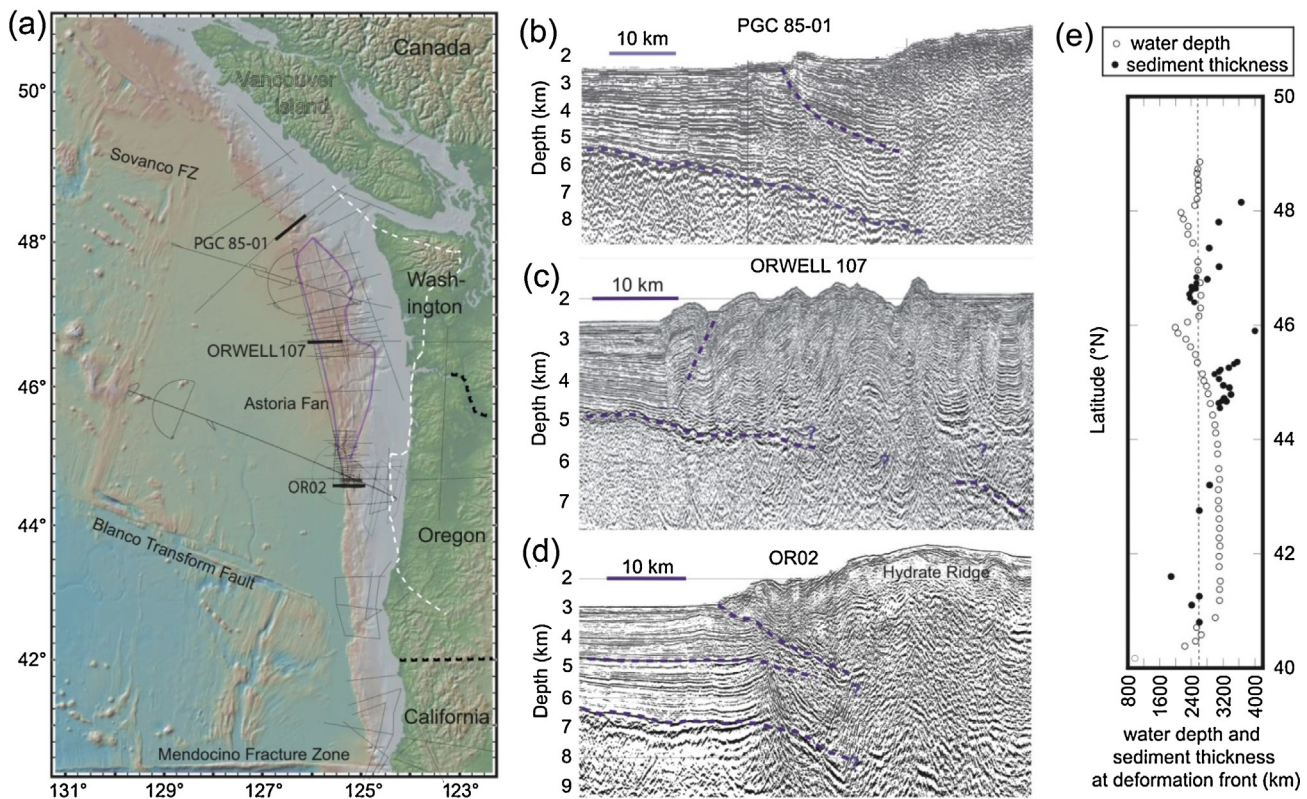 (a)
Canada
Vancouver
Island
Sovanco FZ
PGC 85-01
Wash-
ington
ORWELL107
Astoria Fan
OR02
Oregon
Blanco Transform Fault
California
Mendocino Fracture Zone
50°
48°
46°
44°
42°
131°
129°
127°
125°
123°
(b)
PGC 85-01
10 km
Depth (km)
2
3
4
5
6
7
8
(c)
ORWELL 107
10 km
Depth (km)
2
3
4
5
6
7
?
?
?
(d)
OR02
10 km
Hydrate Ridge
Depth (km)
2
3
4
5
6
7
8
9
?
?
(e)
water depth
sediment thickness
Latitude (°N)
50
48
46
44
42
40
800
1600
2400
3200
4000
water depth and
sediment thickness
at deformation front (km)